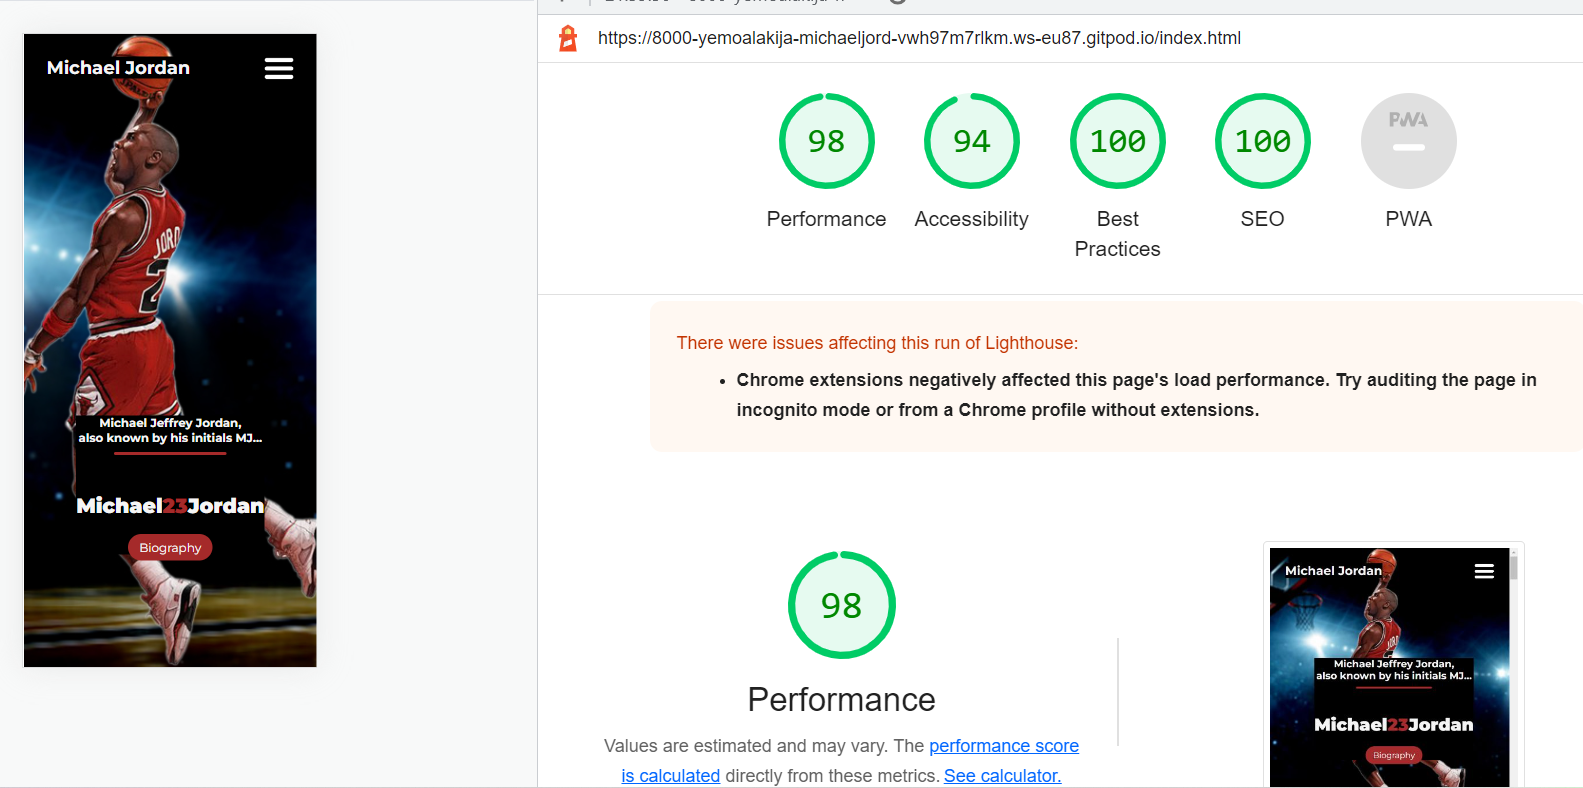 https://8000-yemoalakija-michaeljord-vwh97m7rlkm.ws-eu87.gitpod.io/index.html
Michael Jordan
JORD
2
Michael Jeffrey Jordan,
also known by his initials MJ...
Michael23Jordan
Biography
98
94
100
100
PWA
Performance
Accessibility
Best
Practices
SEO
PWA
There were issues affecting this run of Lighthouse:
• Chrome extensions negatively affected this page's load performance. Try auditing the page in
incognito mode or from a Chrome profile without extensions.
98
Performance
Values are estimated and may vary. The performance score
is calculated directly from these metrics. See calculator.
Michael Jordan
Michael Jeffrey Jordan,
also known by his initials MJ...
Michael23Jordan
Biography